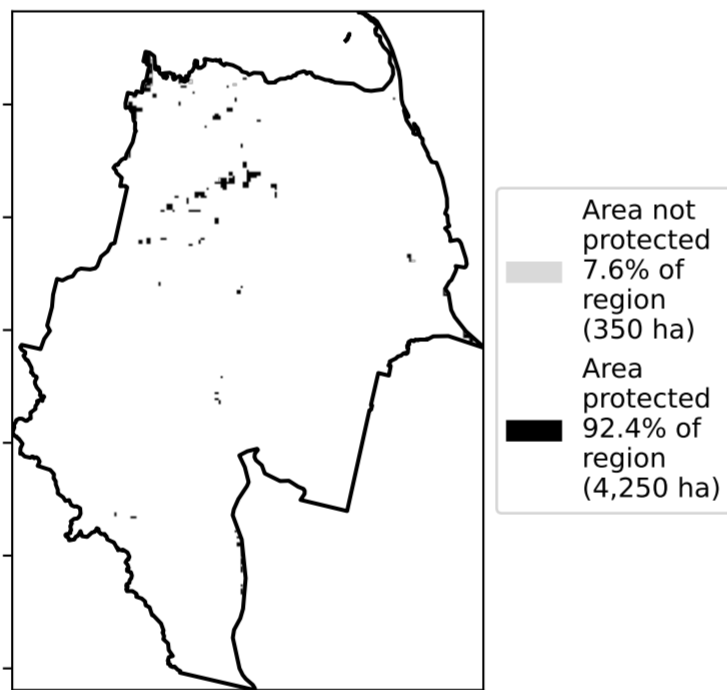 Area not
protected
7.6% of
region
(350 ha)
Area
protected
92.4% of
region
(4,250 ha)